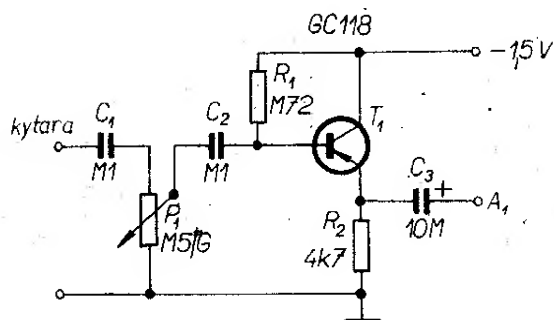 GC118
−1,5V
R1
M72
T1
C1
M1
kytara
C2
M1
C3
+
10M
A1
P1
M5/G
R2
4k7